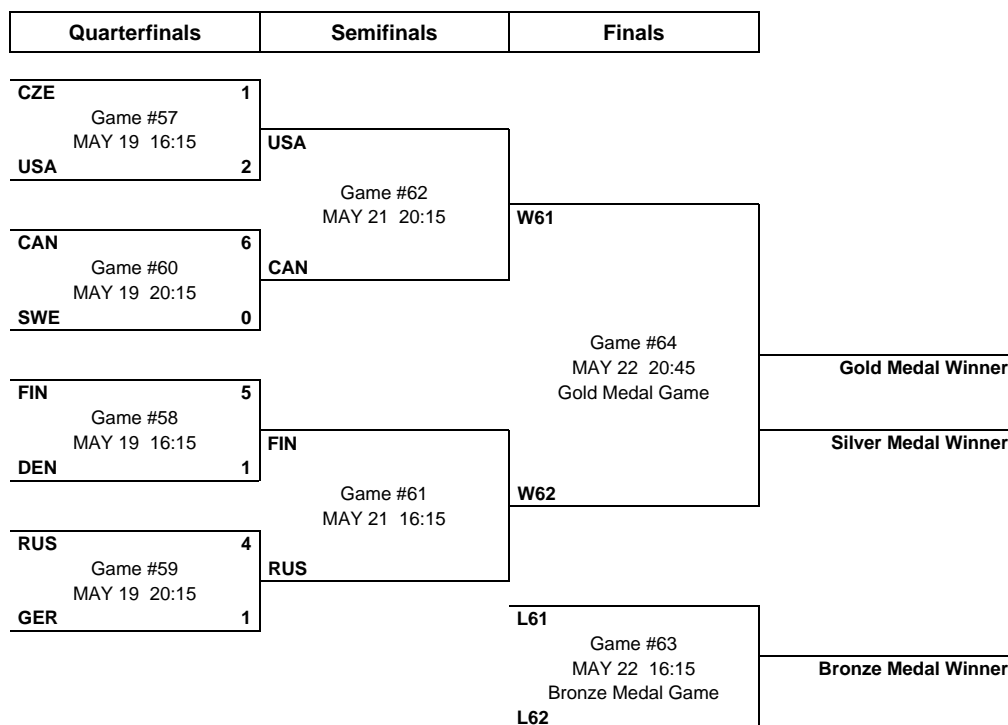 Quarterfinals Semifinals Finals
CZE 1
Game #57
MAY 19 16:15
USA 2
CAN 6
Game #60
MAY 19 20:15
SWE 0
FIN 5
Game #58
MAY 19 16:15
DEN 1
RUS 4
Game #59
MAY 19 20:15
GER 1
USA
Game #62
MAY 21 20:15
CAN
FIN
Game #61
MAY 21 16:15
RUS
W61
Game #64
MAY 22 20:45
Gold Medal Game
W62
L61
Game #63
MAY 22 16:15
Bronze Medal Game
L62
Gold Medal Winner
Silver Medal Winner
Bronze Medal Winner